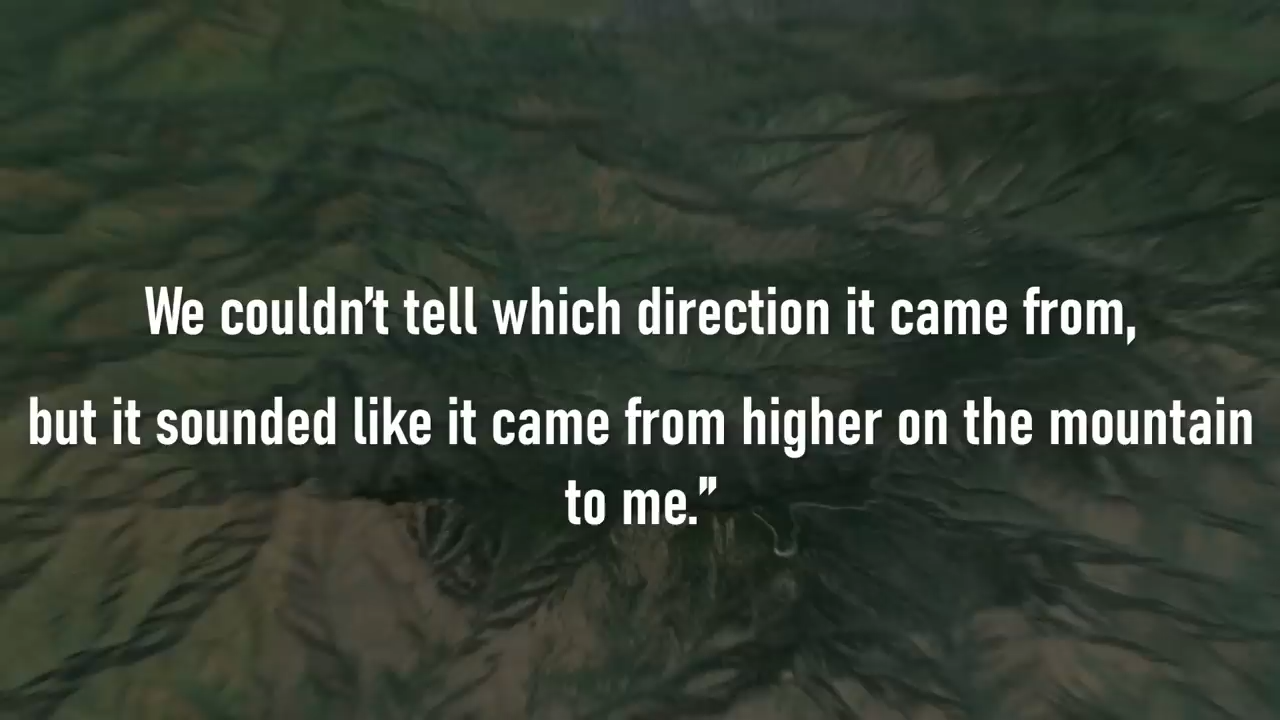 We couldn’t tell which direction it came from,
but it sounded like it came from higher on the mountain
to me.”